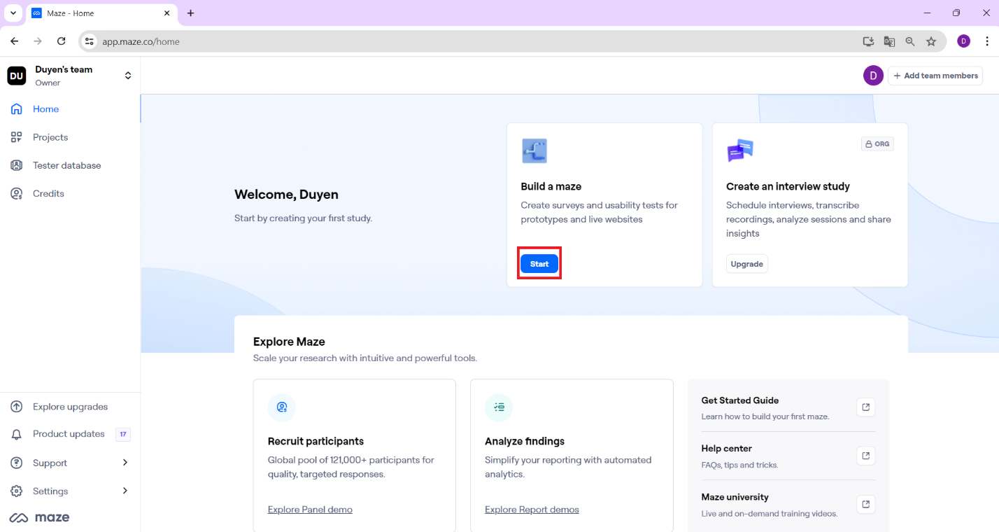 Maze - Home
app.maze.co/home
D
DU
Duyen's team
Owner
D
Add team members
Home
Projects
Tester database
Credits
Welcome, Duyen
Start by creating your first study.
Build a maze
Create surveys and usability tests for
prototypes and live websites
Start
ORG
Create an interview study
Schedule interviews, transcribe
recordings, analyze sessions and share
insights
Upgrade
Explore Maze
Scale your research with intuitive and powerful tools.
Recruit participants
Global pool of 121,000+ participants for
quality, targeted responses.
Explore Panel demo
Analyze findings
Simplify your reporting with automated
analytics.
Explore Report demos
Get Started Guide
Learn how to build your first maze.
Help center
FAQs, tips and tricks.
Maze university
Live and on-demand training videos.
Explore upgrades
Product updates 17
Support
Settings
maze